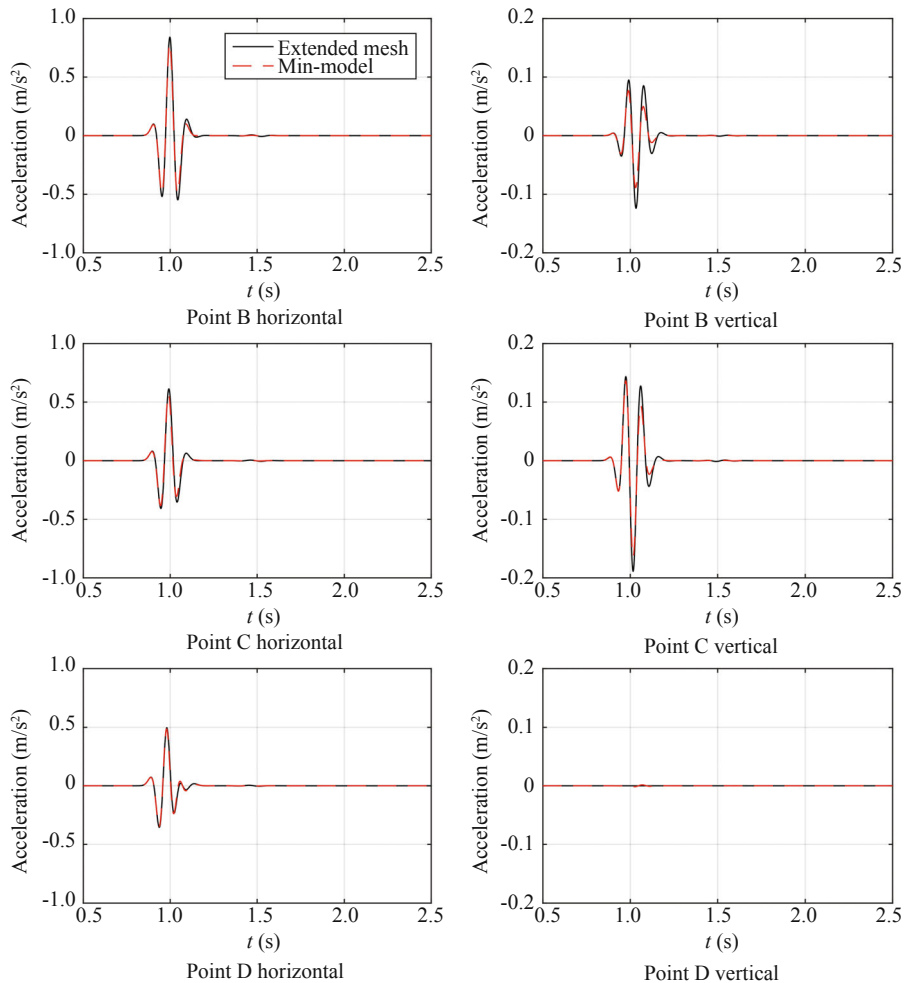 1.0
0.5
0
-0.5
-1.0
Acceleration (m/s²)
Extended mesh
Min-model
0.5 1.0 1.5 2.0 2.5
t (s)
Point B horizontal
0.2
0.1
0
-0.1
-0.2
Acceleration (m/s²)
0.5 1.0 1.5 2.0 2.5
t (s)
Point B vertical
1.0
0.5
0
-0.5
-1.0
Acceleration (m/s²)
0.5 1.0 1.5 2.0 2.5
t (s)
Point C horizontal
0.2
0.1
0
-0.1
-0.2
Acceleration (m/s²)
0.5 1.0 1.5 2.0 2.5
t (s)
Point C vertical
1.0
0.5
0
-0.5
-1.0
Acceleration (m/s²)
0.5 1.0 1.5 2.0 2.5
t (s)
Point D horizontal
0.2
0.1
0
-0.1
-0.2
Acceleration (m/s²)
0.5 1.0 1.5 2.0 2.5
t (s)
Point D vertical